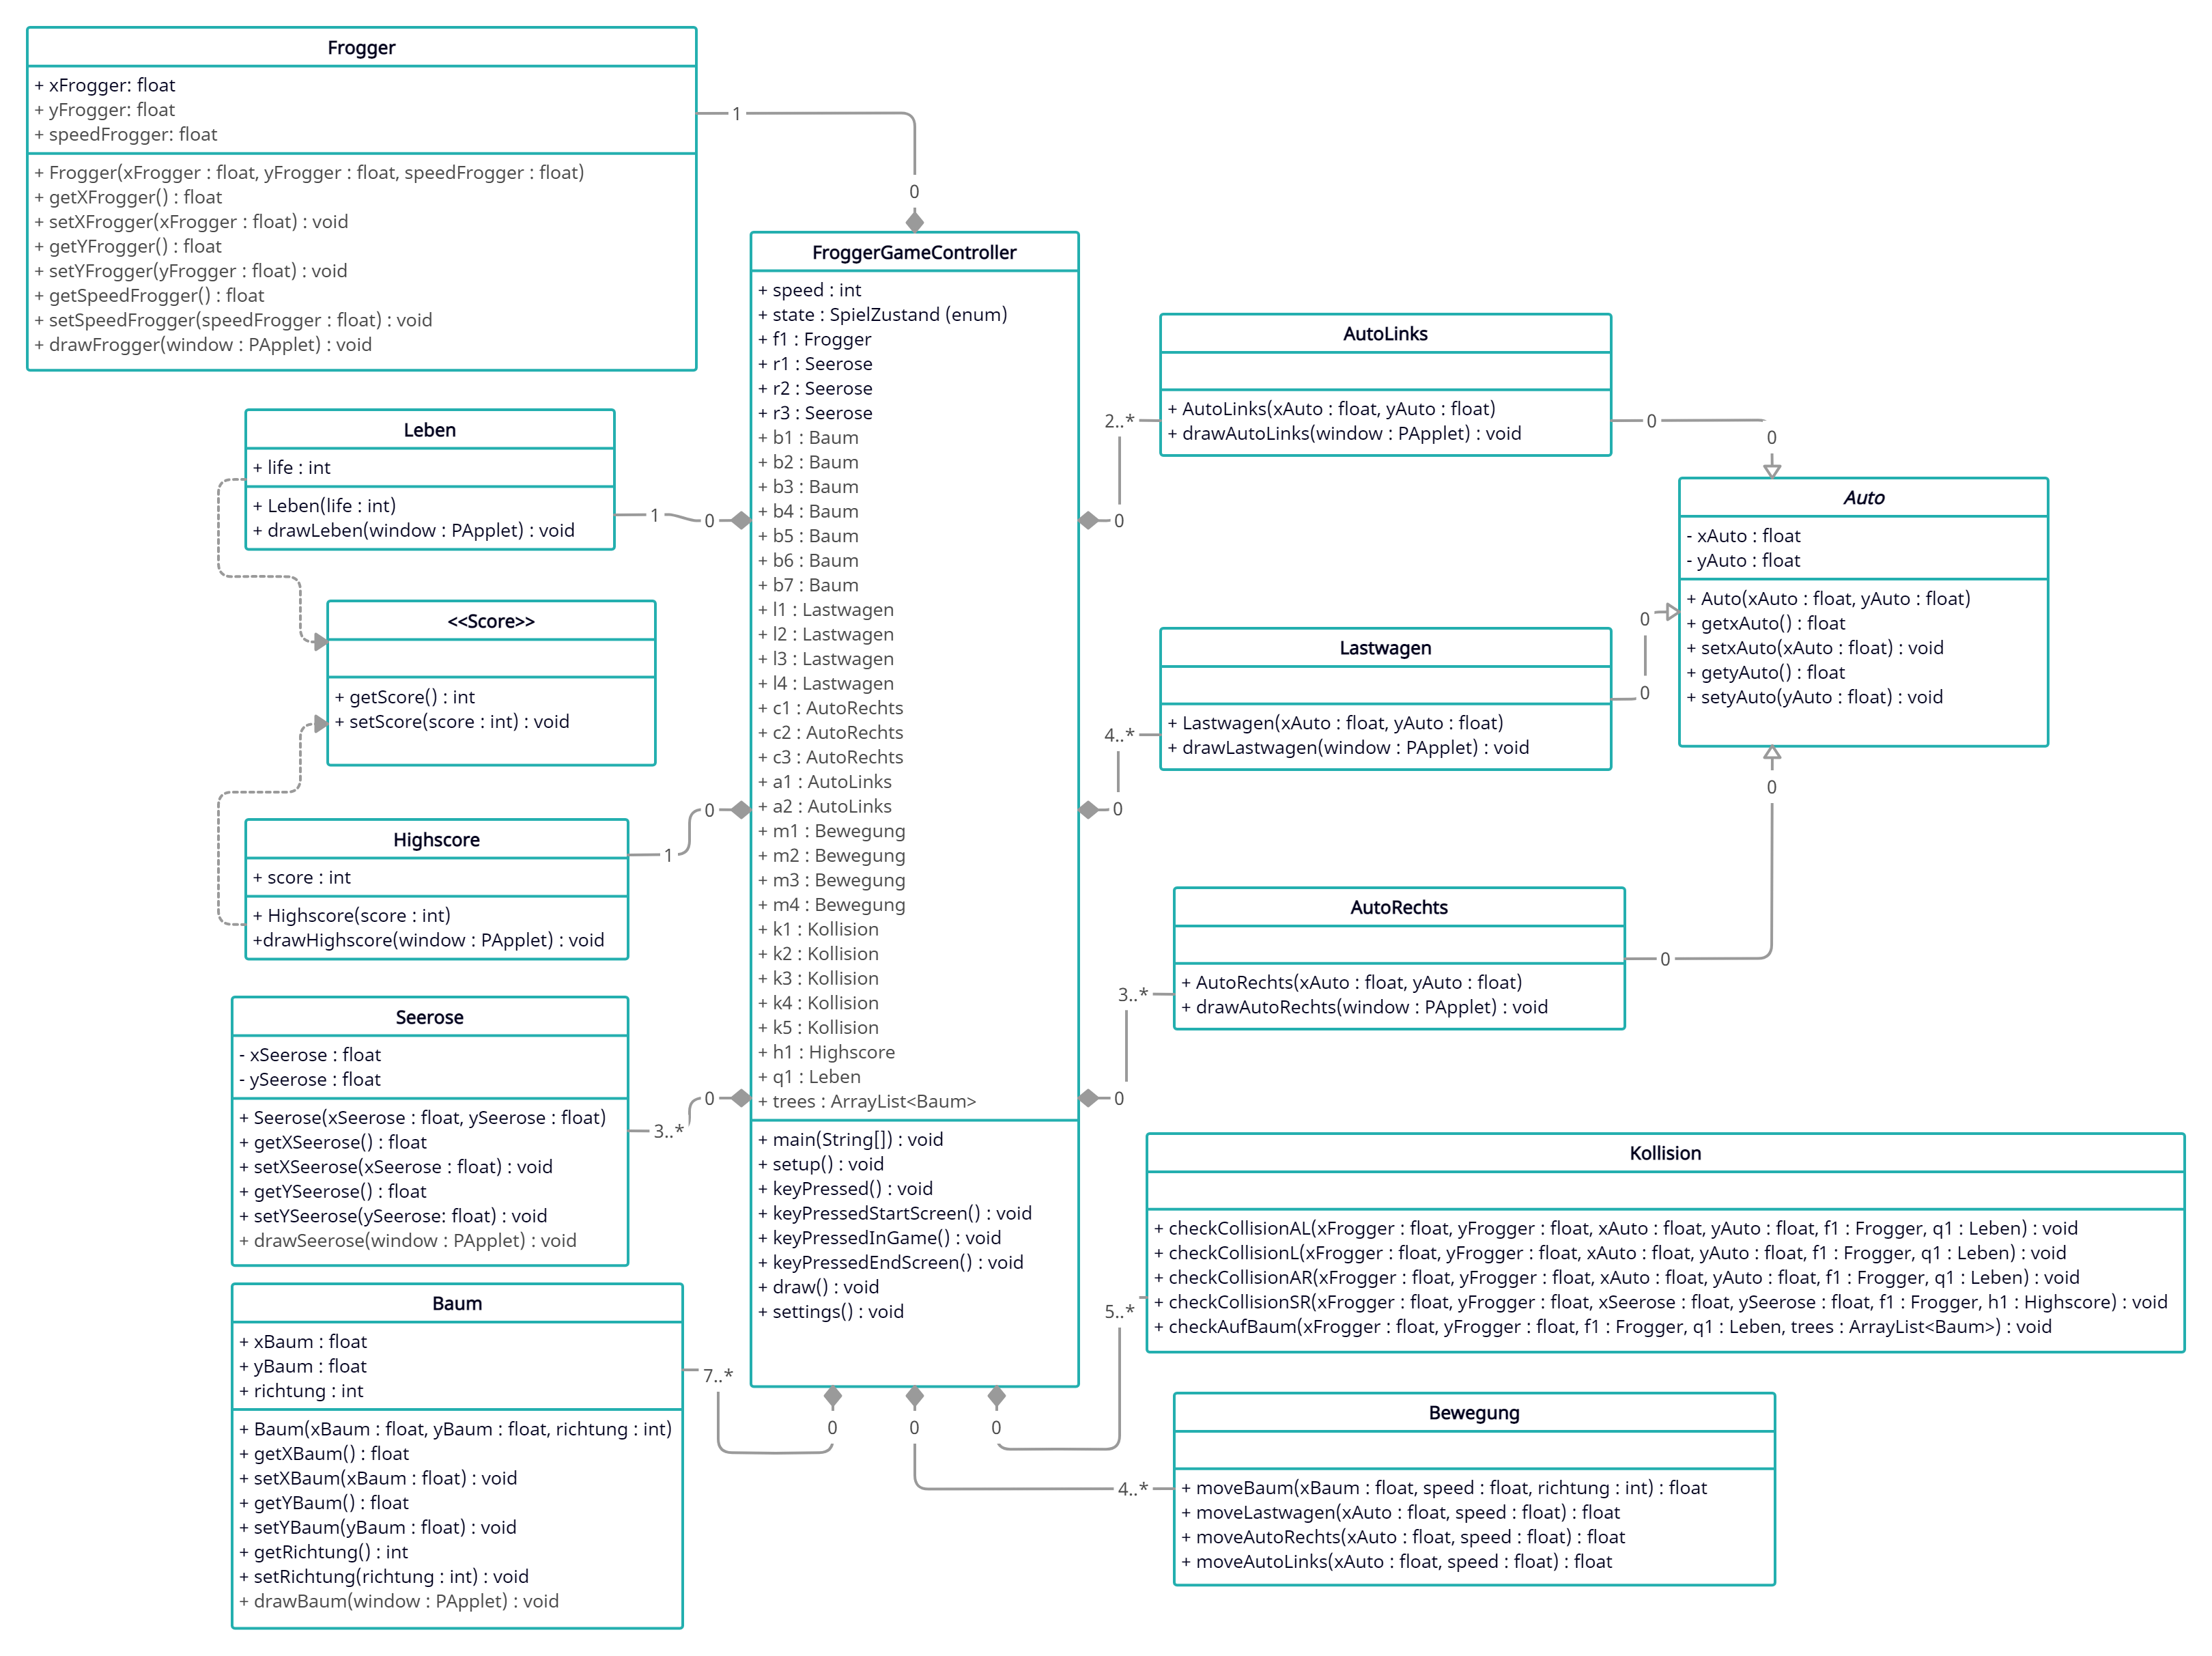 Frogger
+ xFrogger: float
+ yFrogger: float
+ speedFrogger: float
+ Frogger(xFrogger : float, yFrogger : float, speedFrogger : float)
+ getXFrogger() : float
+ setXFrogger(xFrogger : float) : void
+ getYFrogger() : float
+ setYFrogger(yFrogger : float) : void
+ getSpeedFrogger() : float
+ setSpeedFrogger(speedFrogger : float) : void
+ drawFrogger(window : PApplet) : void
1
0
Leben
+ life : int
+ Leben(life : int)
+ drawLeben(window : PApplet) : void
1
0
<<Score>>
+ getScore() : int
+ setScore(score : int) : void
Highscore
+ score : int
+ Highscore(score : int)
+drawHighscore(window : PApplet) : void
1
0
Seerose
- xSeerose : float
- ySeerose : float
+ Seerose(xSeerose : float, ySeerose : float)
+ getXSeerose() : float
+ setXSeerose(xSeerose : float) : void
+ getYSeerose() : float
+ setYSeerose(ySeerose: float) : void
+ drawSeerose(window : PApplet) : void
3..*
0
Baum
+ xBaum : float
+ yBaum : float
+ richtung : int
+ Baum(xBaum : float, yBaum : float, richtung : int)
+ getXBaum() : float
+ setXBaum(xBaum : float) : void
+ getYBaum() : float
+ setYBaum(yBaum : float) : void
+ getRichtung() : int
+ setRichtung(richtung : int) : void
+ drawBaum(window : PApplet) : void
7..*
0
FroggerGameController
+ speed : int
+ state : SpielZustand (enum)
+ f1 : Frogger
+ r1 : Seerose
+ r2 : Seerose
+ r3 : Seerose
+ b1 : Baum
+ b2 : Baum
+ b3 : Baum
+ b4 : Baum
+ b5 : Baum
+ b6 : Baum
+ b7 : Baum
+ l1 : Lastwagen
+ l2 : Lastwagen
+ l3 : Lastwagen
+ l4 : Lastwagen
+ c1 : AutoRechts
+ c2 : AutoRechts
+ c3 : AutoRechts
+ a1 : AutoLinks
+ a2 : AutoLinks
+ m1 : Bewegung
+ m2 : Bewegung
+ m3 : Bewegung
+ m4 : Bewegung
+ k1 : Kollision
+ k2 : Kollision
+ k3 : Kollision
+ k4 : Kollision
+ k5 : Kollision
+ h1 : Highscore
+ q1 : Leben
+ trees : ArrayList<Baum>
+ main(String[]) : void
+ setup() : void
+ keyPressed() : void
+ keyPressedStartScreen() : void
+ keyPressedInGame() : void
+ keyPressedEndScreen() : void
+ draw() : void
+ settings() : void
AutoLinks
+ AutoLinks(xAuto : float, yAuto : float)
+ drawAutoLinks(window : PApplet) : void
2..*
0
0
0
Auto
- xAuto : float
- yAuto : float
+ Auto(xAuto : float, yAuto : float)
+ getxAuto() : float
+ setxAuto(xAuto : float) : void
+ getyAuto() : float
+ setyAuto(yAuto : float) : void
Lastwagen
+ Lastwagen(xAuto : float, yAuto : float)
+ drawLastwagen(window : PApplet) : void
4..*
0
0
0
AutoRechts
+ AutoRechts(xAuto : float, yAuto : float)
+ drawAutoRechts(window : PApplet) : void
3..*
0
0
0
Kollision
+ checkCollisionAL(xFrogger : float, yFrogger : float, xAuto : float, yAuto : float, f1 : Frogger, q1 : Leben) : void
+ checkCollisionL(xFrogger : float, yFrogger : float, xAuto : float, yAuto : float, f1 : Frogger, q1 : Leben) : void
+ checkCollisionAR(xFrogger : float, yFrogger : float, xAuto : float, yAuto : float, f1 : Frogger, q1 : Leben) : void
+ checkCollisionSR(xFrogger : float, yFrogger : float, xSeerose : float, ySeerose : float, f1 : Frogger, h1 : Highscore) : void
+ checkAufBaum(xFrogger : float, yFrogger : float, f1 : Frogger, q1 : Leben, trees : ArrayList<Baum>) : void
5..*
0
Bewegung
+ moveBaum(xBaum : float, speed : float, richtung : int) : float
+ moveLastwagen(xAuto : float, speed : float) : float
+ moveAutoRechts(xAuto : float, speed : float) : float
+ moveAutoLinks(xAuto : float, speed : float) : float
4..*
0